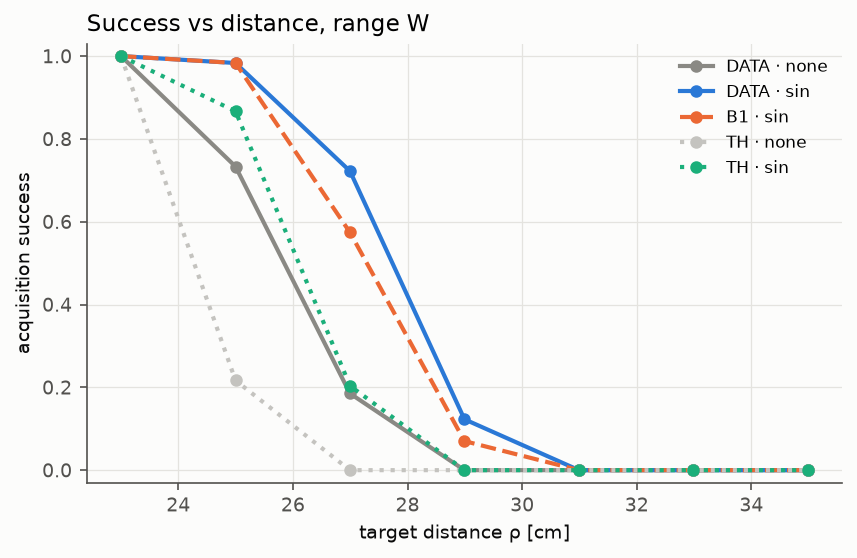 Success vs distance, range W
DATA · none
DATA · sin
B1 · sin
TH · none
TH · sin
1.0
0.8
0.6
0.4
0.2
0.0
acquisition success
24 26 28 30 32 34
target distance ρ [cm]